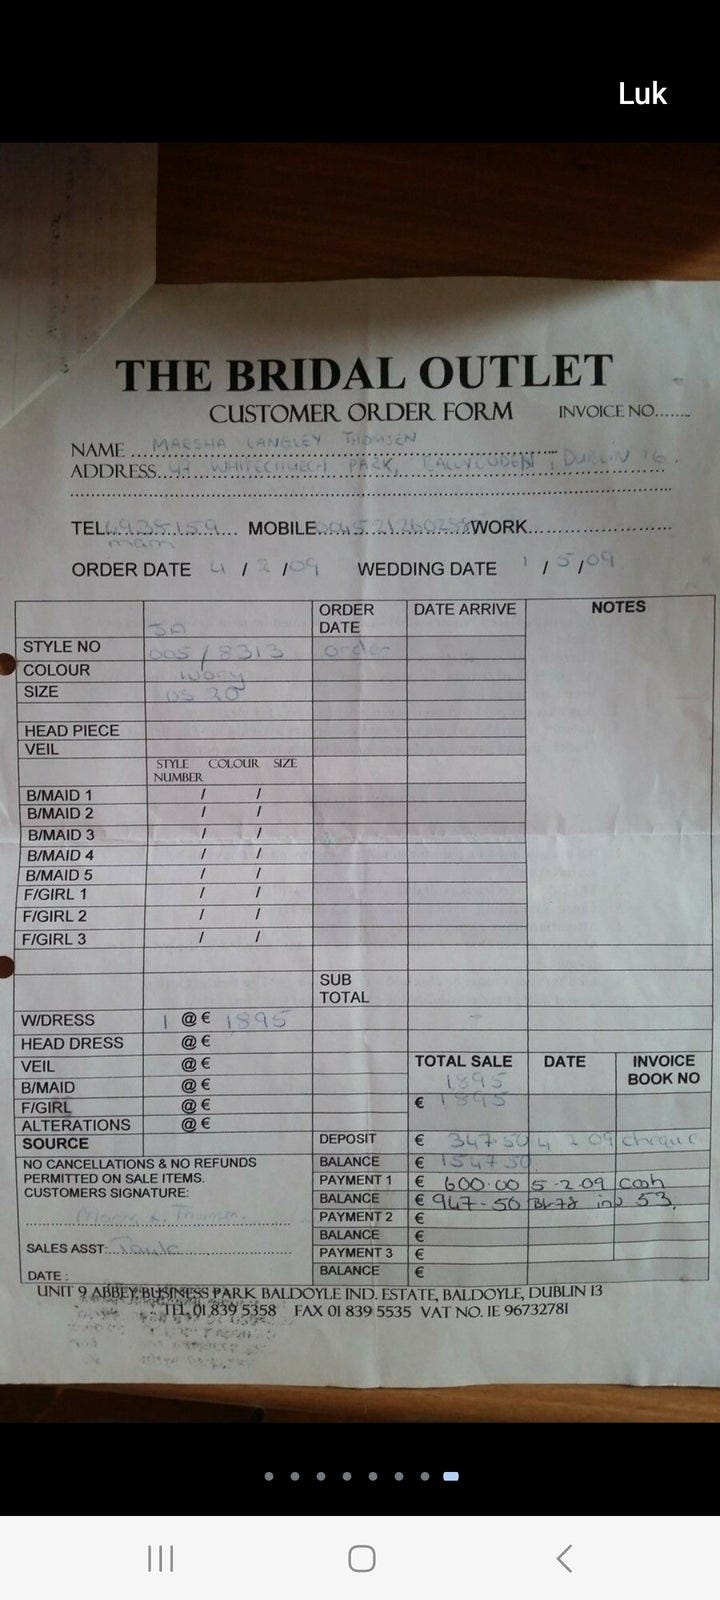 Luk
THE BRIDAL OUTLET
CUSTOMER ORDER FORM INVOICE NO........
NAME MARSHA LANGLEY THOMSEN
ADDRESS WHITECHURCH PARK, DUBLIN 16.
TEL 4935159 MOBILE WORK
mam
ORDER DATE 4 / 2 /09 WEDDING DATE 1 / 5 /09
ORDER DATE DATE ARRIVE NOTES
STYLE NO 005 / 8313 order
COLOUR Ivory
SIZE 20
HEAD PIECE
VEIL
STYLE NUMBER COLOUR SIZE
B/MAID 1 / /
B/MAID 2 / /
B/MAID 3 / /
B/MAID 4 / /
B/MAID 5 / /
F/GIRL 1 / /
F/GIRL 2 / /
F/GIRL 3 / /
SUB TOTAL
W/DRESS 1 @ € 1895
HEAD DRESS @ €
VEIL @ €
B/MAID @ €
F/GIRL @ €
ALTERATIONS @ €
TOTAL SALE DATE INVOICE BOOK NO
1895
€ 1895
SOURCE
DEPOSIT € 347.50 4 2 09 cheque
BALANCE € 1547.50
PAYMENT 1 € 600.00 5-2-09 Cash
BALANCE € 947-50 inv 53
PAYMENT 2 €
BALANCE €
PAYMENT 3 €
BALANCE €
NO CANCELLATIONS & NO REFUNDS
PERMITTED ON SALE ITEMS.
CUSTOMERS SIGNATURE:
SALES ASST: Paula
DATE :
UNIT 9 ABBEY BUSINESS PARK BALDOYLE IND. ESTATE, BALDOYLE, DUBLIN 13
TEL 01 839 5358 FAX 01 839 5535 VAT NO. IE 9673278I